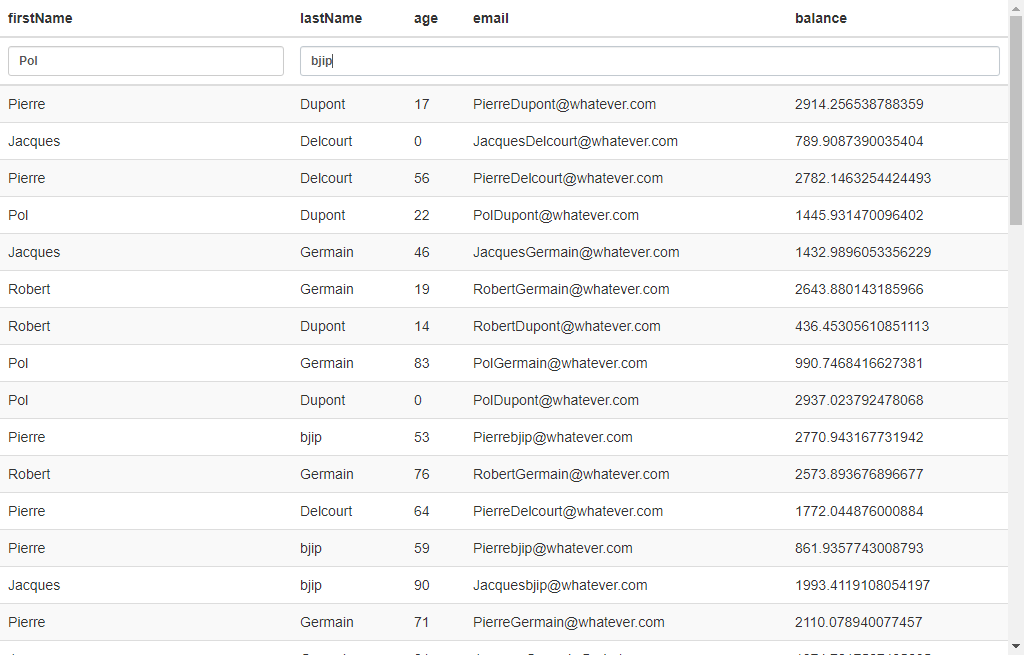 firstName lastName age email balance
Pol bjip
Pierre Dupont 17 PierreDupont@whatever.com 2914.256538788359
Jacques Delcourt 0 JacquesDelcourt@whatever.com 789.9087390035404
Pierre Delcourt 56 PierreDelcourt@whatever.com 2782.1463254424493
Pol Dupont 22 PolDupont@whatever.com 1445.931470096402
Jacques Germain 46 JacquesGermain@whatever.com 1432.9896053356229
Robert Germain 19 RobertGermain@whatever.com 2643.880143185966
Robert Dupont 14 RobertDupont@whatever.com 436.45305610851113
Pol Germain 83 PolGermain@whatever.com 990.7468416627381
Pol Dupont 0 PolDupont@whatever.com 2937.023792478068
Pierre bjip 53 Pierrebjip@whatever.com 2770.943167731942
Robert Germain 76 RobertGermain@whatever.com 2573.893676896677
Pierre Delcourt 64 PierreDelcourt@whatever.com 1772.044876000884
Pierre bjip 59 Pierrebjip@whatever.com 861.9357743008793
Jacques bjip 90 Jacquesbjip@whatever.com 1993.4119108054197
Pierre Germain 71 PierreGermain@whatever.com 2110.078940077457